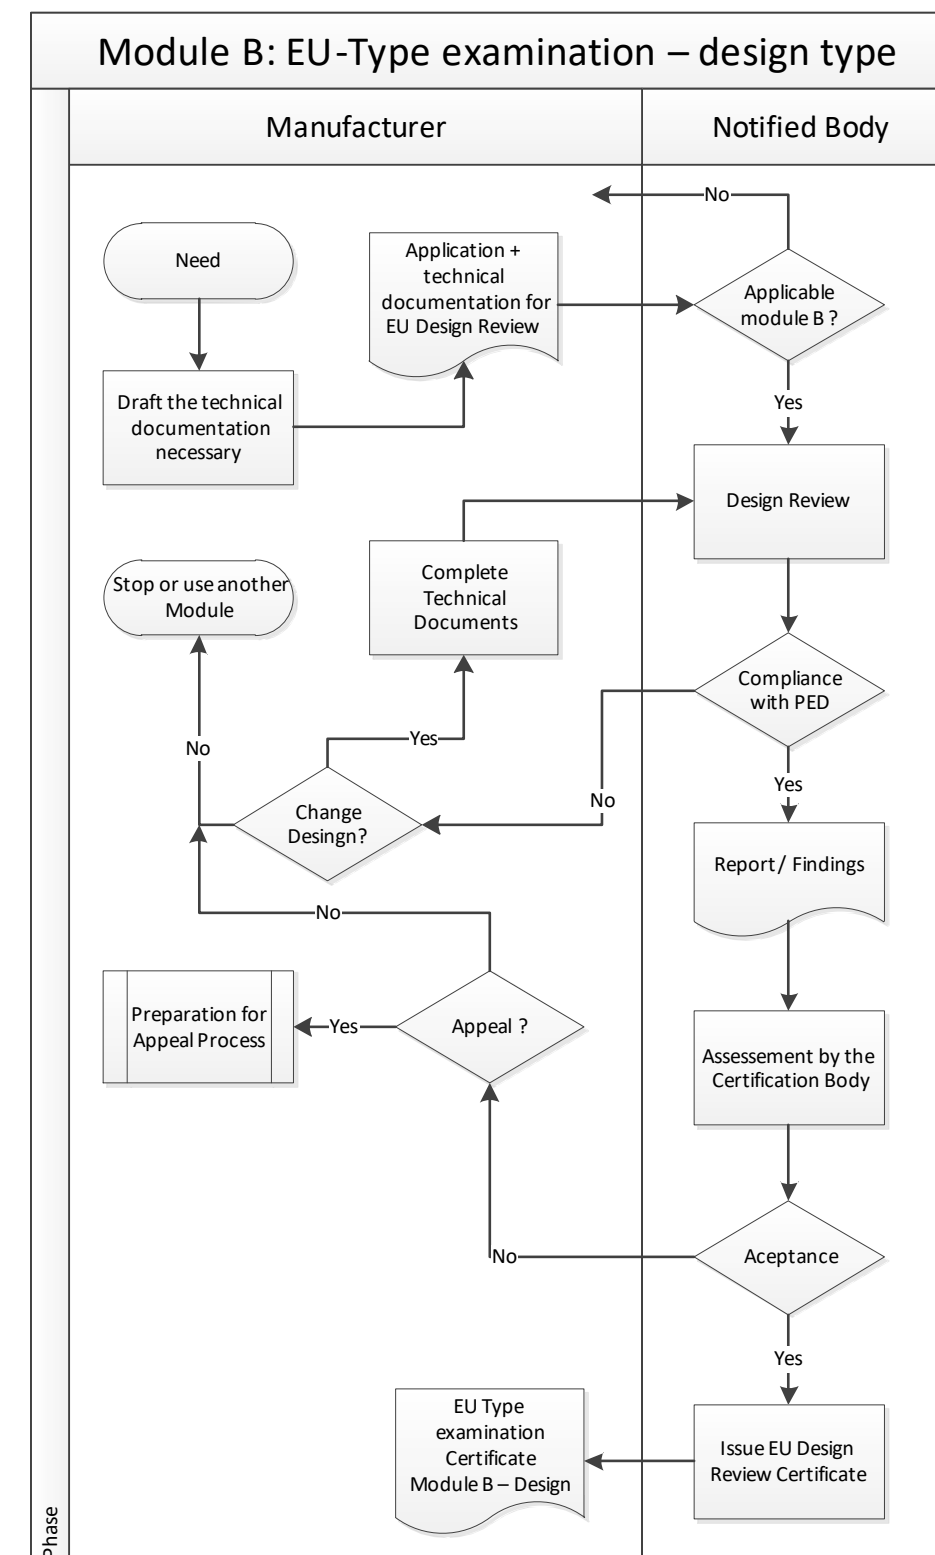 Module B: EU-Type examination – design type
Manufacturer
Notified Body
No
Need
Application +
technical
documentation for
EU Design Review
Applicable
module B ?
Yes
Draft the technical
documentation
necessary
Design Review
Stop or use another
Module
Complete
Technical
Documents
Compliance
with PED
Yes
No
Yes
No
Change
Desingn?
Report / Findings
No
Preparation for
Appeal Process
Yes
Appeal ?
Assessement by the
Certification Body
No
Aceptance
Yes
EU Type
examination
Certificate
Module B – Design
Issue EU Design
Review Certificate
Phase